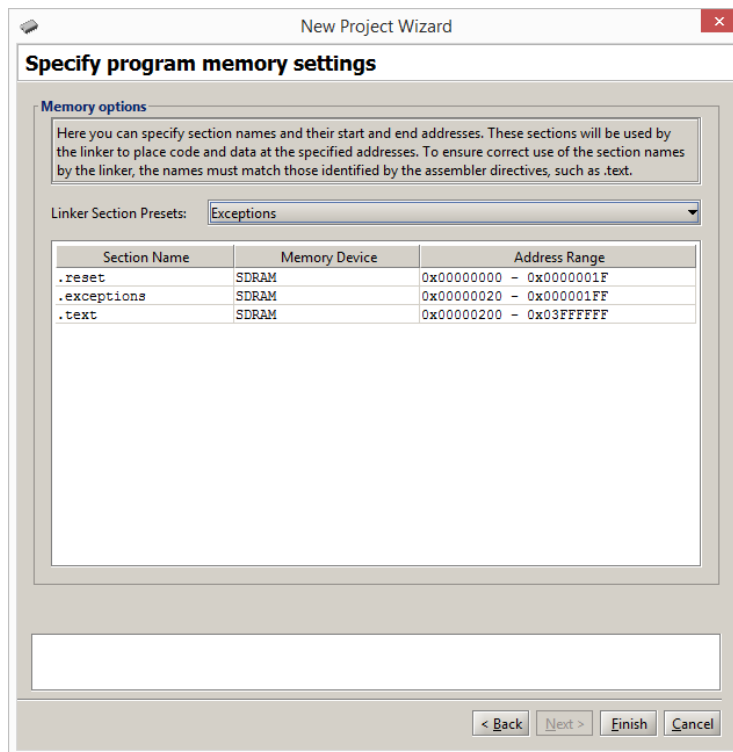 New Project Wizard
Specify program memory settings
Memory options
Here you can specify section names and their start and end addresses. These sections will be used by
the linker to place code and data at the specified addresses. To ensure correct use of the section names
by the linker, the names must match those identified by the assembler directives, such as .text.
Linker Section Presets: Exceptions
Section Name Memory Device Address Range
.reset SDRAM 0x00000000 - 0x0000001F
.exceptions SDRAM 0x00000020 - 0x000001FF
.text SDRAM 0x00000200 - 0x03FFFFFF
< Back Next > Finish Cancel